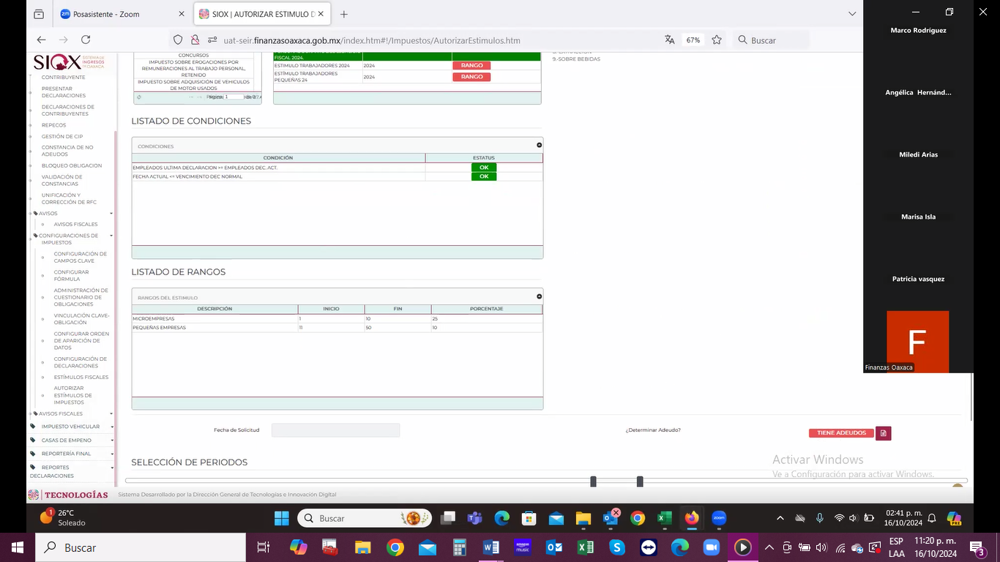 Posasistente - Zoom
SIOX | AUTORIZAR ESTIMULO D
uat-seir.finanzasoaxaca.gob.mx/index.htm#!/Impuestos/AutorizarEstimulos.htm
67%
Buscar
SIOX SISTEMA DE INGRESOS DE OAXACA
CONTRIBUYENTE
PRESENTAR
DECLARACIONES
DECLARACIONES DE
CONTRIBUYENTES
REPECOS
GESTIÓN DE CIP
CONSTANCIA DE NO
ADEUDOS
BLOQUEO OBLIGACION
VALIDACIÓN DE
CONSTANCIAS
UNIFICACIÓN Y
CORRECCIÓN DE RFC
AVISOS
AVISOS FISCALES
CONFIGURACIONES DE
IMPUESTOS
CONFIGURACIÓN DE
CAMPOS CLAVE
CONFIGURAR
FÓRMULA
ADMINISTRACIÓN DE
CUESTIONARIO DE
OBLIGACIONES
VINCULACIÓN CLAVE-
OBLIGACIÓN
CONFIGURAR ORDEN
DE APARICIÓN DE
DATOS
CONFIGURACIÓN DE
DECLARACIONES
ESTÍMULOS FISCALES
AUTORIZAR
ESTÍMULOS DE
IMPUESTOS
AVISOS FISCALES
IMPUESTO VEHICULAR
CASAS DE EMPENO
REPORTERÍA FINAL
REPORTES
DECLARACIONES
CONCURSOS
IMPUESTO SOBRE EROGACIONES POR
REMUNERACIONES AL TRABAJO PERSONAL,
RETENIDO
IMPUESTO SOBRE ADQUISICIÓN DE VEHICULOS
DE MOTOR USADOS
Página 1
FISCAL 2024.
ESTIMULO TRABAJADORES 2024 2024 RANGO
ESTÍMULO TRABAJADORES
PEQUEÑAS 24 2024 RANGO
9.-SOBRE BEBIDAS
LISTADO DE CONDICIONES
CONDICIONES
CONDICIÓN ESTATUS
EMPLEADOS ULTIMA DECLARACION >= EMPLEADOS DEC. ACT. OK
FECHA ACTUAL <= VENCIMIENTO DEC NORMAL OK
LISTADO DE RANGOS
RANGOS DEL ESTIMULO
DESCRIPCIÓN INICIO FIN PORCENTAJE
MICROEMPRESAS 1 10 25
PEQUEÑAS EMPRESAS 11 50 10
Fecha de Solicitud
¿Determinar Adeudo?
TIENE ADEUDOS
SELECCIÓN DE PERIODOS
Activar Windows
Ve a Configuración para activar Windows.
TECNOLOGÍAS Sistema Desarrollado por la Dirección General de Tecnologías e Innovación Digital
Marco Rodríguez
Angélica Hernánd...
Miledi Arias
Marisa Isla
Patricia vasquez
F
Finanzas Oaxaca
1
26°C
Soleado
Buscar
02:41 p. m.
16/10/2024
PRE
Buscar
ESP
LAA
11:20 p. m.
16/10/2024
3